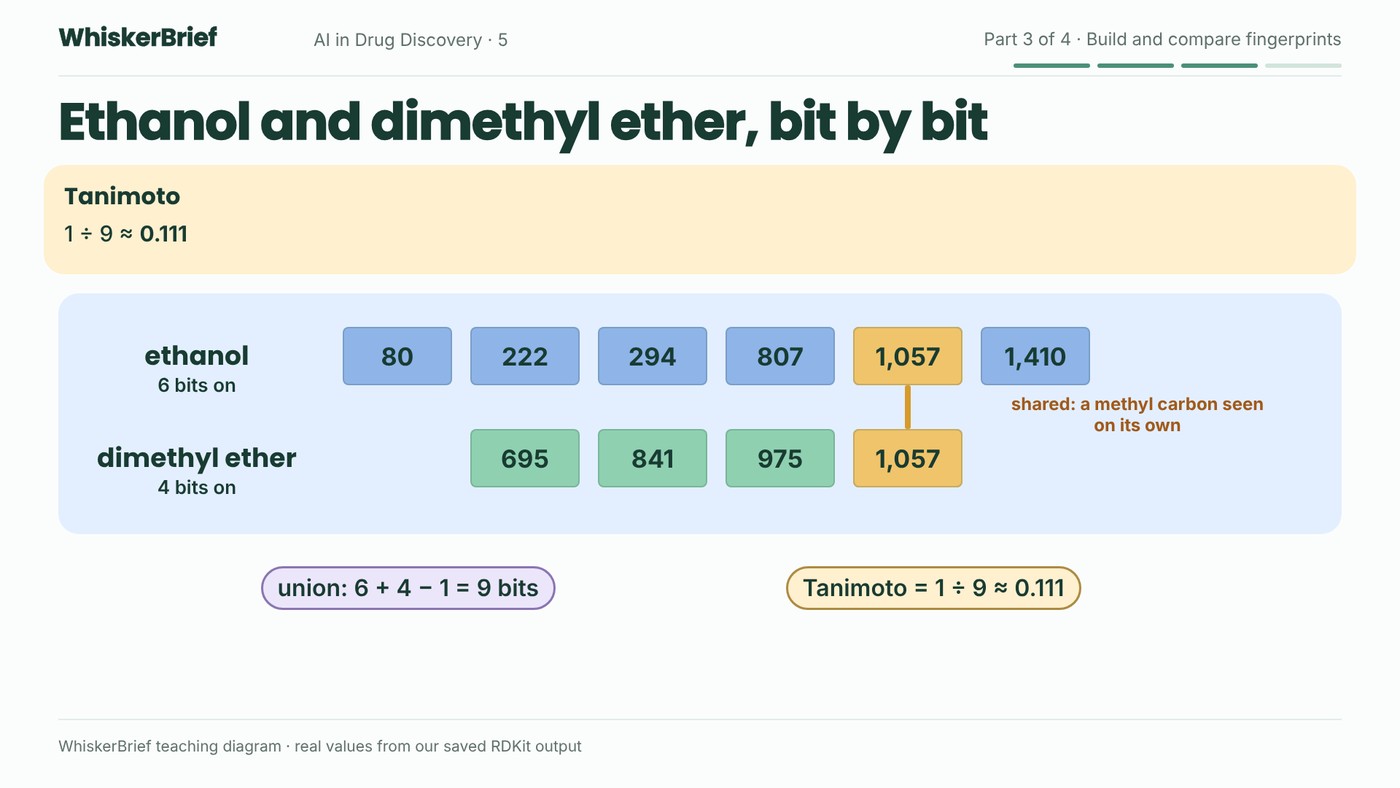 WhiskerBrief
AI in Drug Discovery · 5
Part 3 of 4 · Build and compare fingerprints
Ethanol and dimethyl ether, bit by bit
Tanimoto
1 ÷ 9 ≈ 0.111
ethanol
6 bits on
80
222
294
807
1,057
1,410
shared: a methyl carbon seen
on its own
dimethyl ether
4 bits on
695
841
975
1,057
union: 6 + 4 − 1 = 9 bits
Tanimoto = 1 ÷ 9 ≈ 0.111
WhiskerBrief teaching diagram · real values from our saved RDKit output